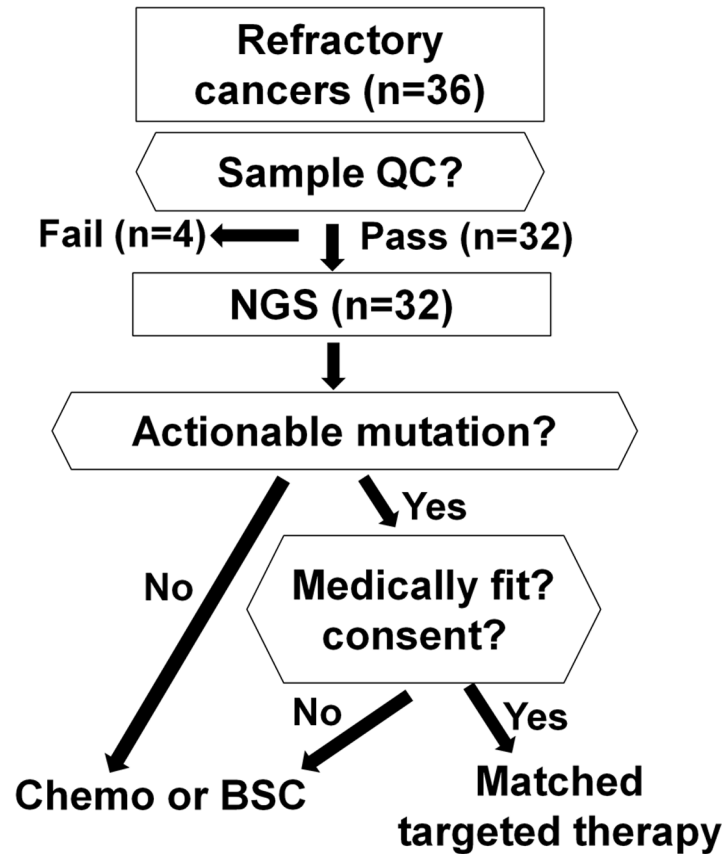 Refractory
cancers (n=36)
Sample QC?
Fail (n=4)
Pass (n=32)
NGS (n=32)
Actionable mutation?
Yes
No
Medically fit?
consent?
No
Yes
Chemo or BSC
Matched
targeted therapy